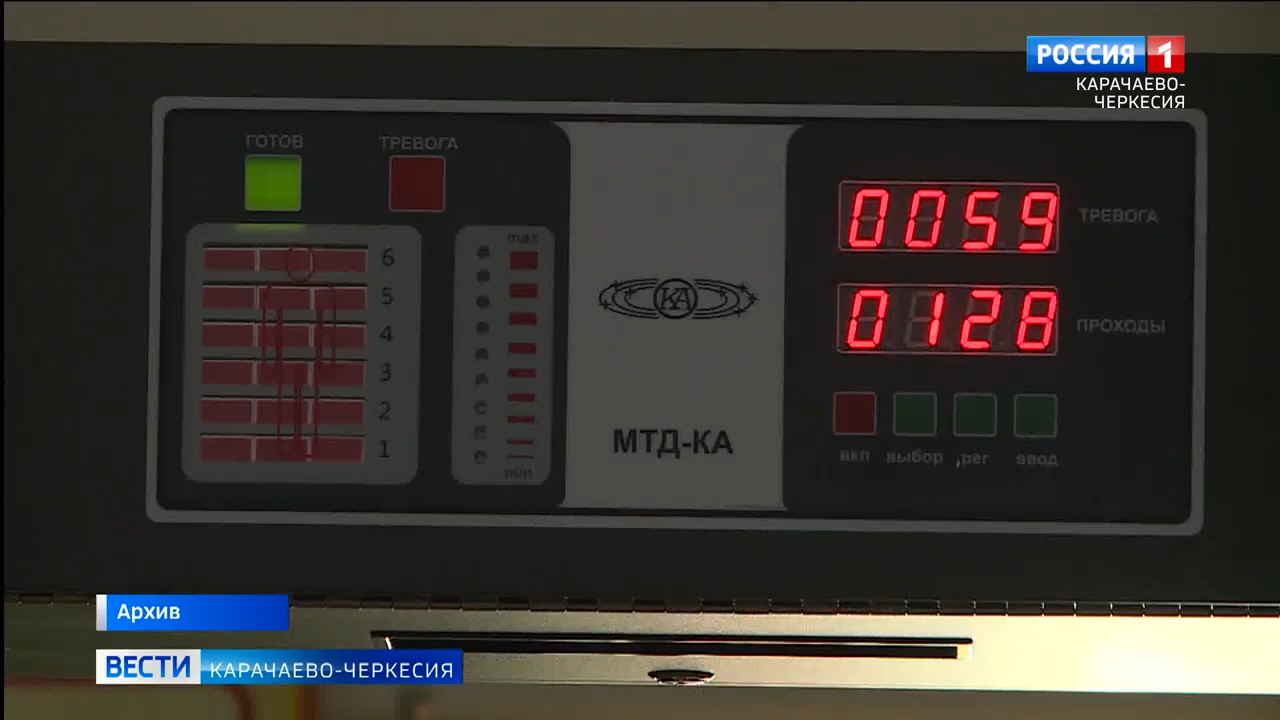 РОССИЯ 1
КАРАЧАЕВО-
ЧЕРКЕСИЯ
ГОТОВ ТРЕВОГА
6
5
4
3
2
1
max
min
КА
МТД-КА
0059 ТРЕВОГА
0128 ПРОХОДЫ
вкл выбор рег ввод
Архив
ВЕСТИ КАРАЧАЕВО-ЧЕРКЕСИЯ